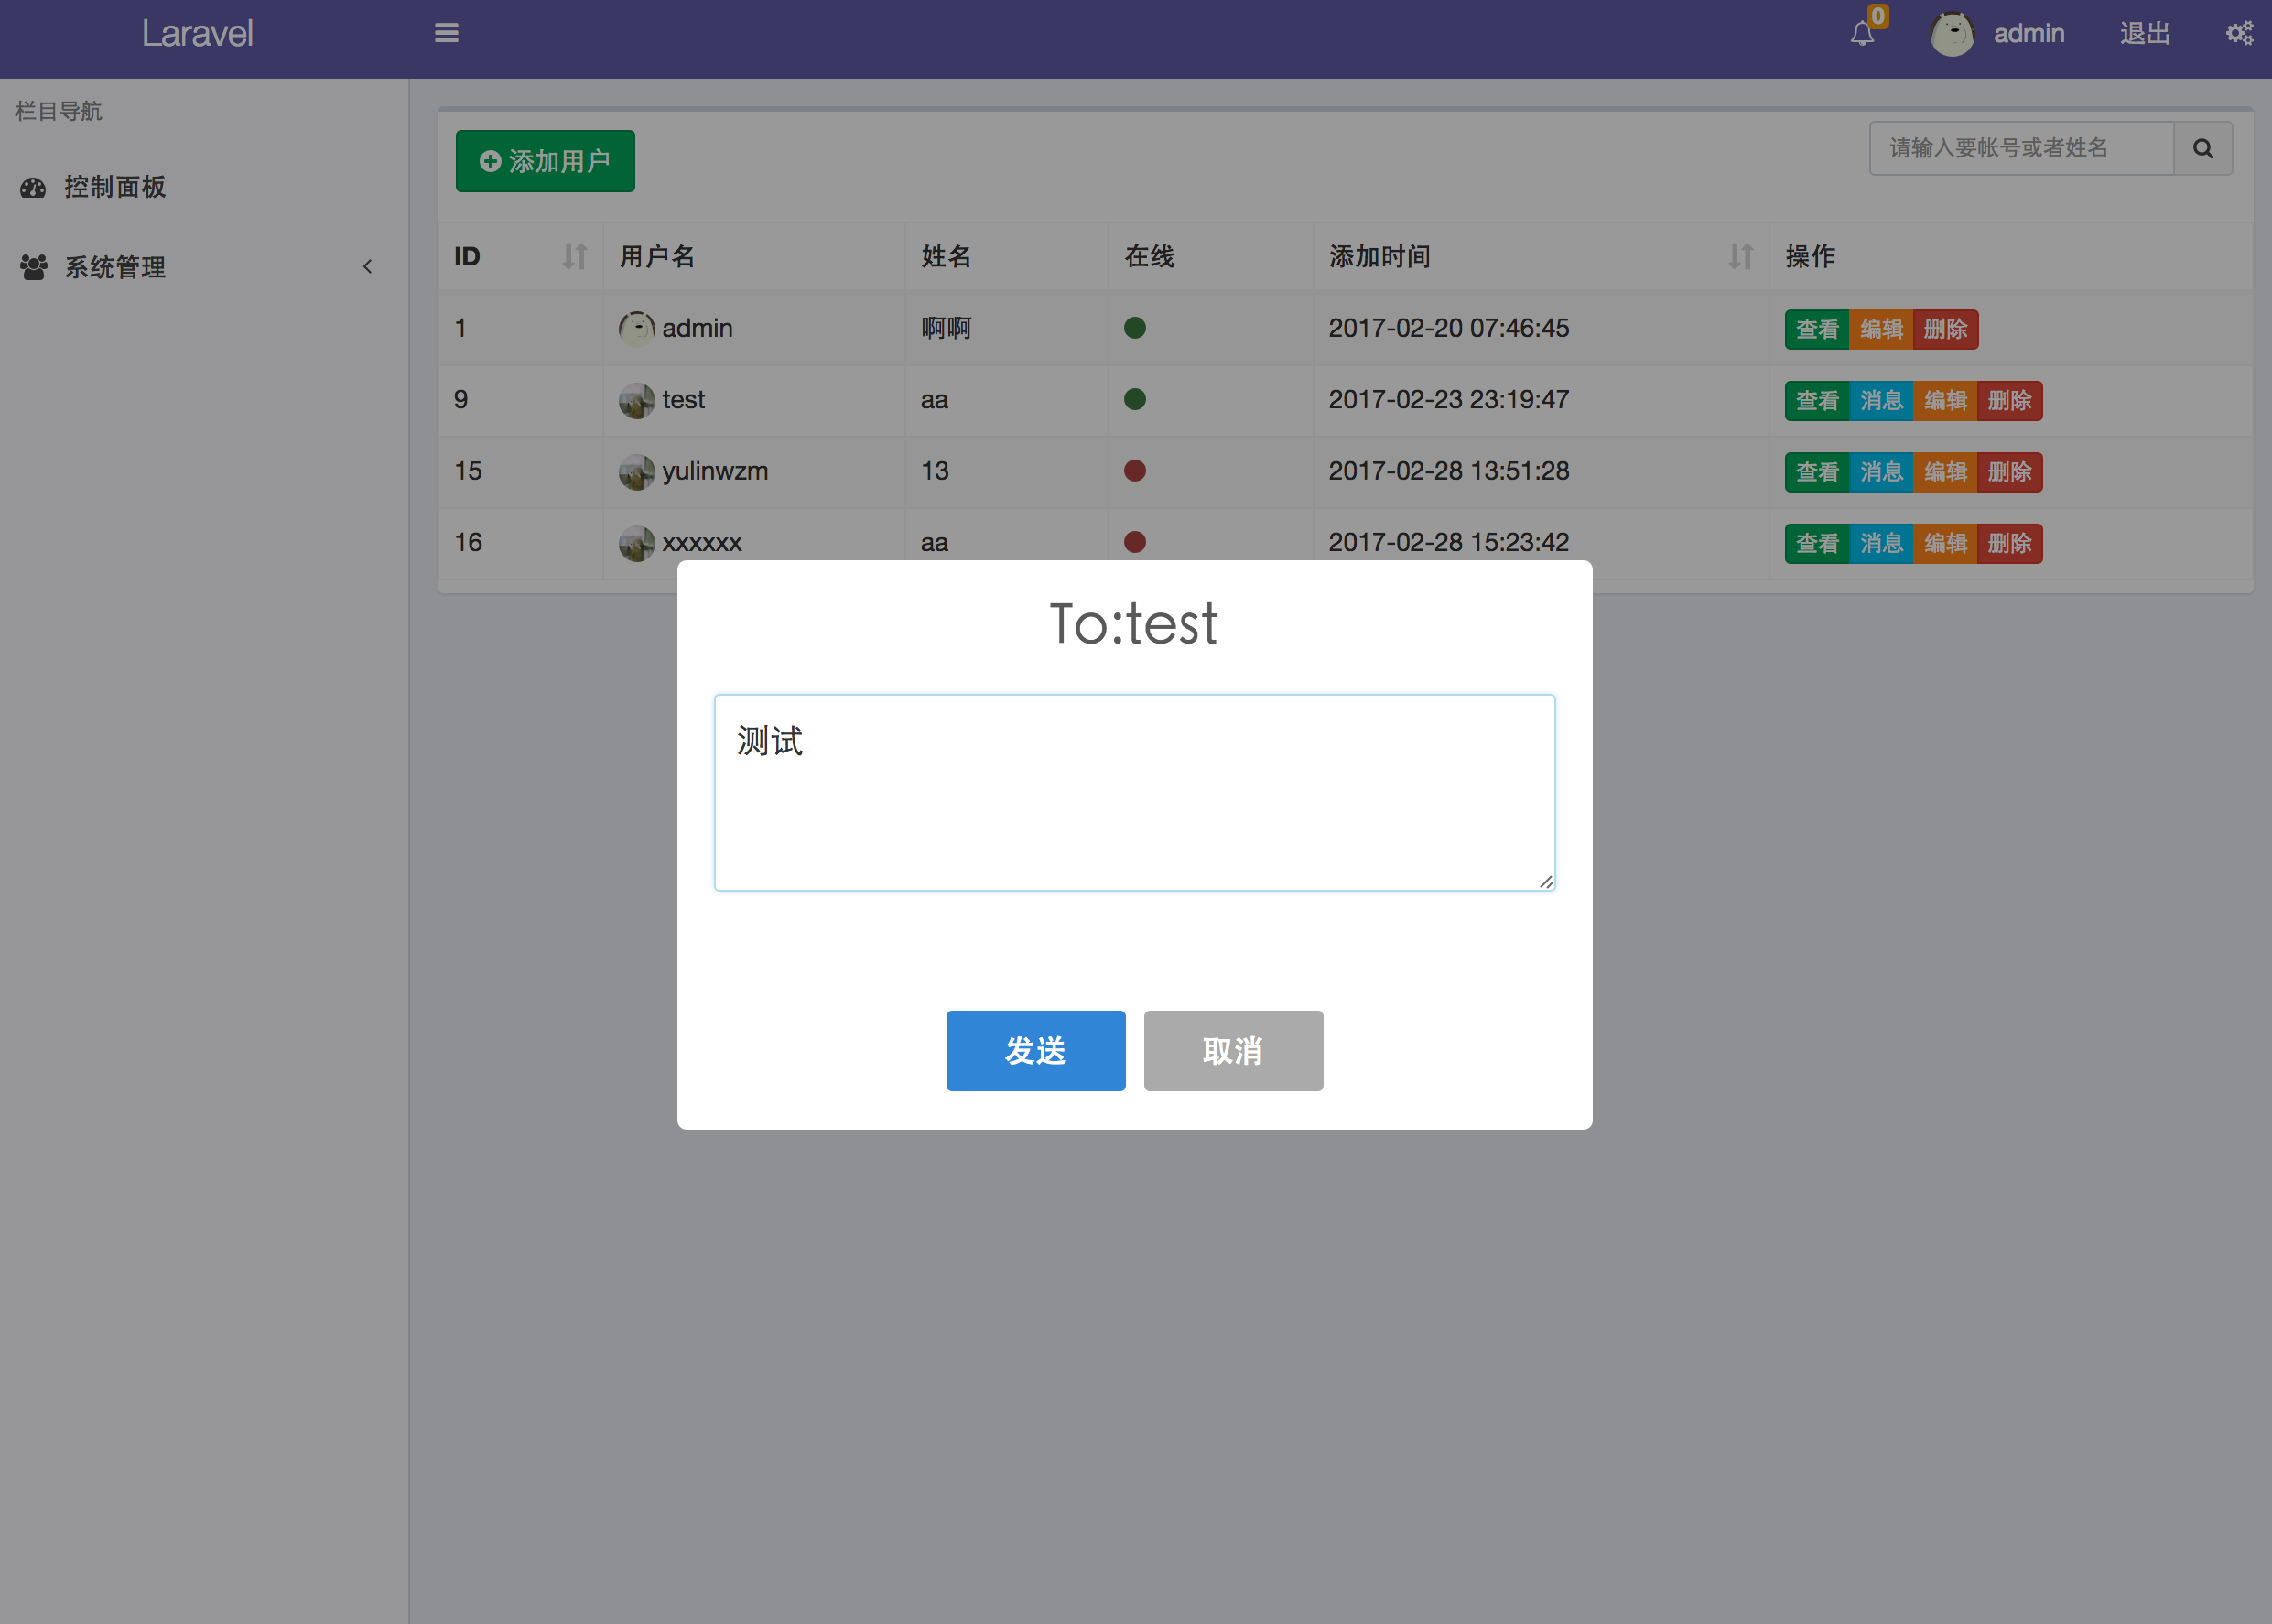 Laravel
0
admin
退出
栏目导航
控制面板
系统管理
添加用户
请输入要帐号或者姓名
ID 用户名 姓名 在线 添加时间 操作
1 admin 啊啊 2017-02-20 07:46:45 查看 编辑 删除
9 test aa 2017-02-23 23:19:47 查看 消息 编辑 删除
15 yulinwzm 13 2017-02-28 13:51:28 查看 消息 编辑 删除
16 xxxxxx aa 2017-02-28 15:23:42 查看 消息 编辑 删除
To:test
测试
发送 取消